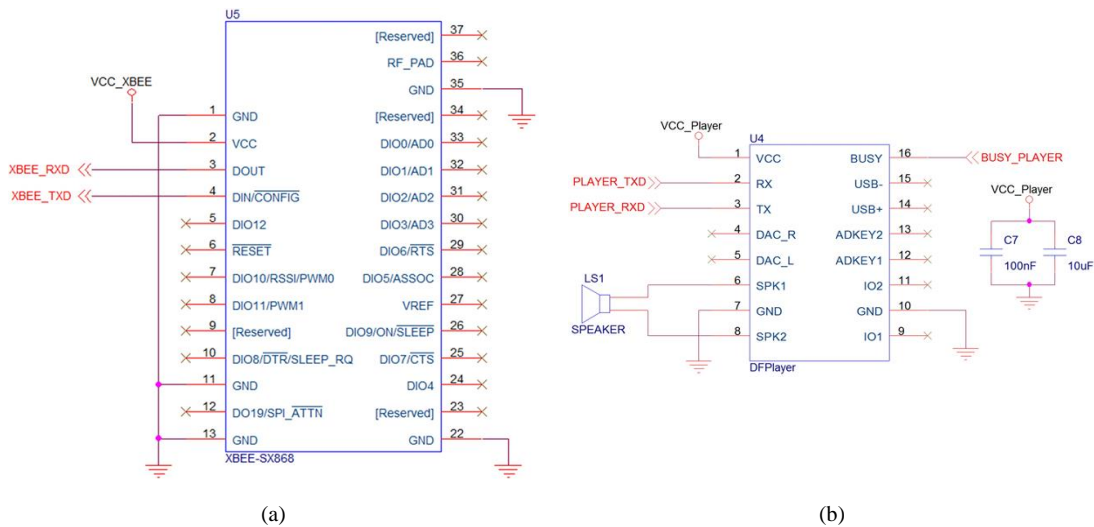 U5
VCC_XBEE
XBEE_RXD
XBEE_TXD
1 GND
2 VCC
3 DOUT
4 DIN/CONFIG
5 DIO12
6 RESET
7 DIO10/RSSI/PWM0
8 DIO11/PWM1
9 [Reserved]
10 DIO8/DTR/SLEEP_RQ
11 GND
12 DO19/SPI_ATTN
13 GND
[Reserved] 37
RF_PAD 36
GND 35
[Reserved] 34
DIO0/AD0 33
DIO1/AD1 32
DIO2/AD2 31
DIO3/AD3 30
DIO6/RTS 29
DIO5/ASSOC 28
VREF 27
DIO9/ON/SLEEP 26
DIO7/CTS 25
DIO4 24
[Reserved] 23
GND 22
XBEE-SX868
(a)
VCC_Player
U4
PLAYER_TXD
PLAYER_RXD
1 VCC
2 RX
3 TX
4 DAC_R
5 DAC_L
6 SPK1
7 GND
8 SPK2
BUSY 16
USB- 15
USB+ 14
ADKEY2 13
ADKEY1 12
IO2 11
GND 10
IO1 9
BUSY_PLAYER
LS1
SPEAKER
DFPlayer
VCC_Player
C7
100nF
C8
10uF
(b)